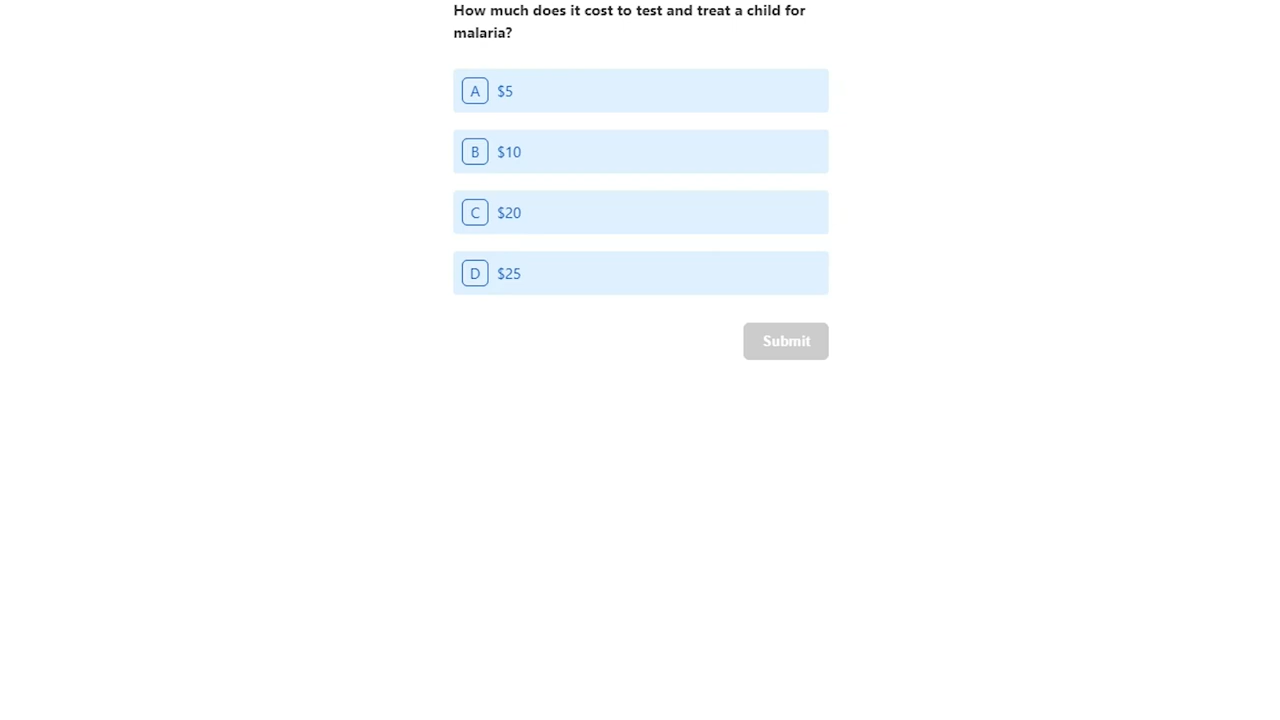 How much does it cost to test and treat a child for
malaria?
A $5
B $10
C $20
D $25
Submit